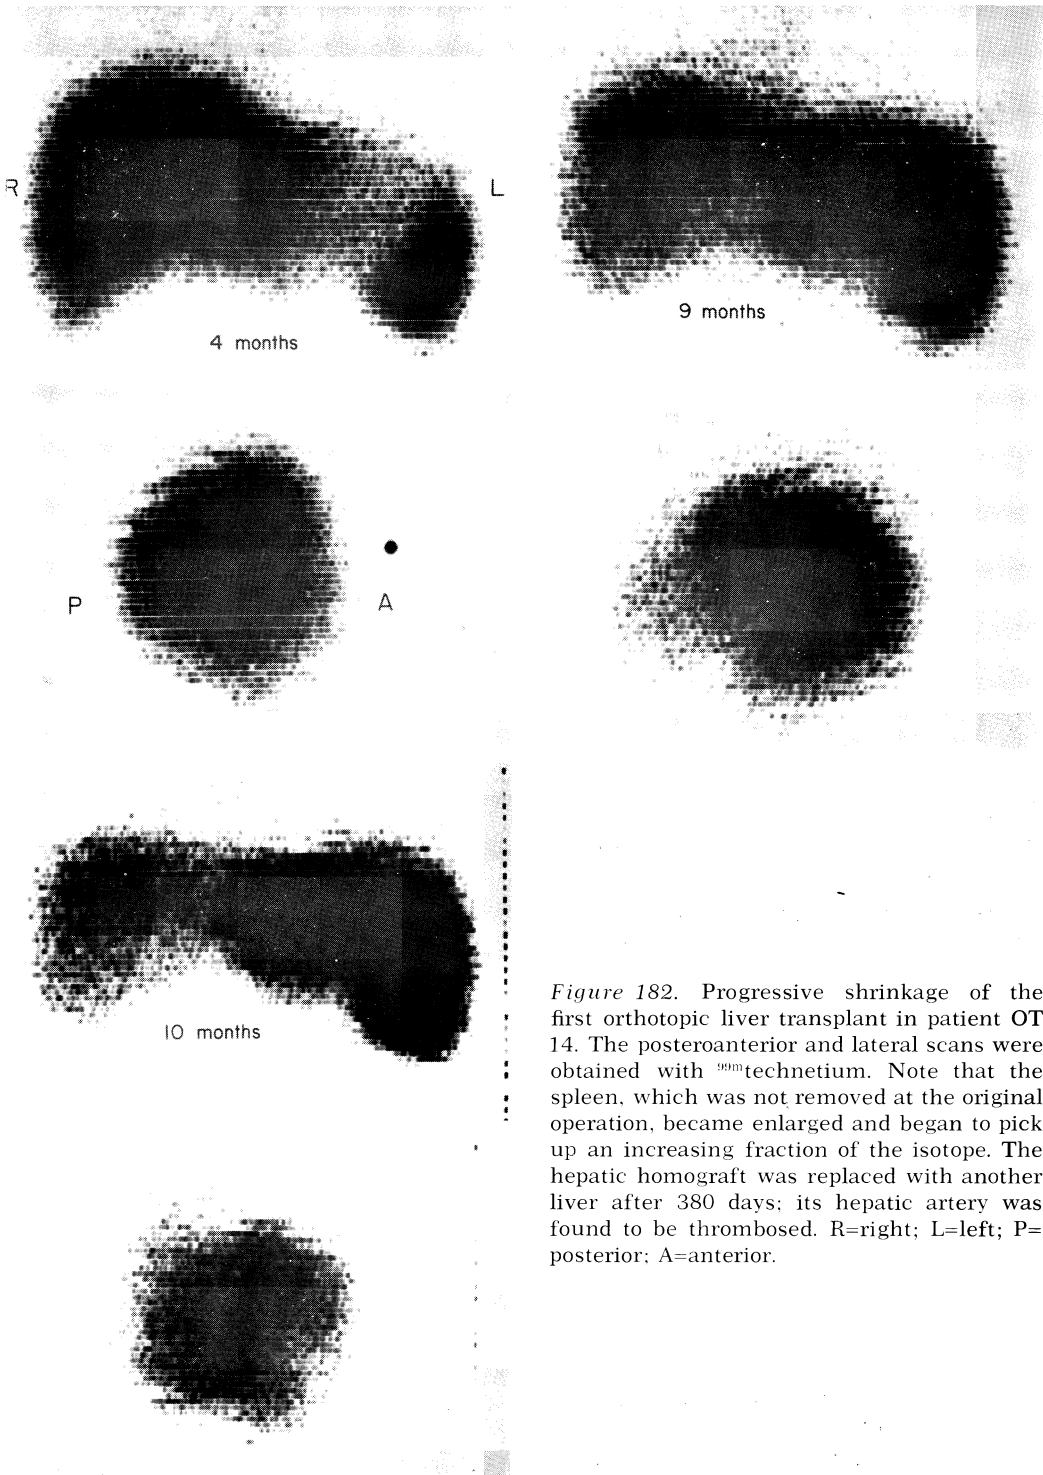 R
L
4 months
9 months
P
A
10 months
Figure 182. Progressive shrinkage of the
first orthotopic liver transplant in patient OT
14. The posteroanterior and lateral scans were
obtained with ⁹⁹ᵐtechnetium. Note that the
spleen, which was not removed at the original
operation, became enlarged and began to pick
up an increasing fraction of the isotope. The
hepatic homograft was replaced with another
liver after 380 days; its hepatic artery was
found to be thrombosed. R=right; L=left; P=
posterior; A=anterior.